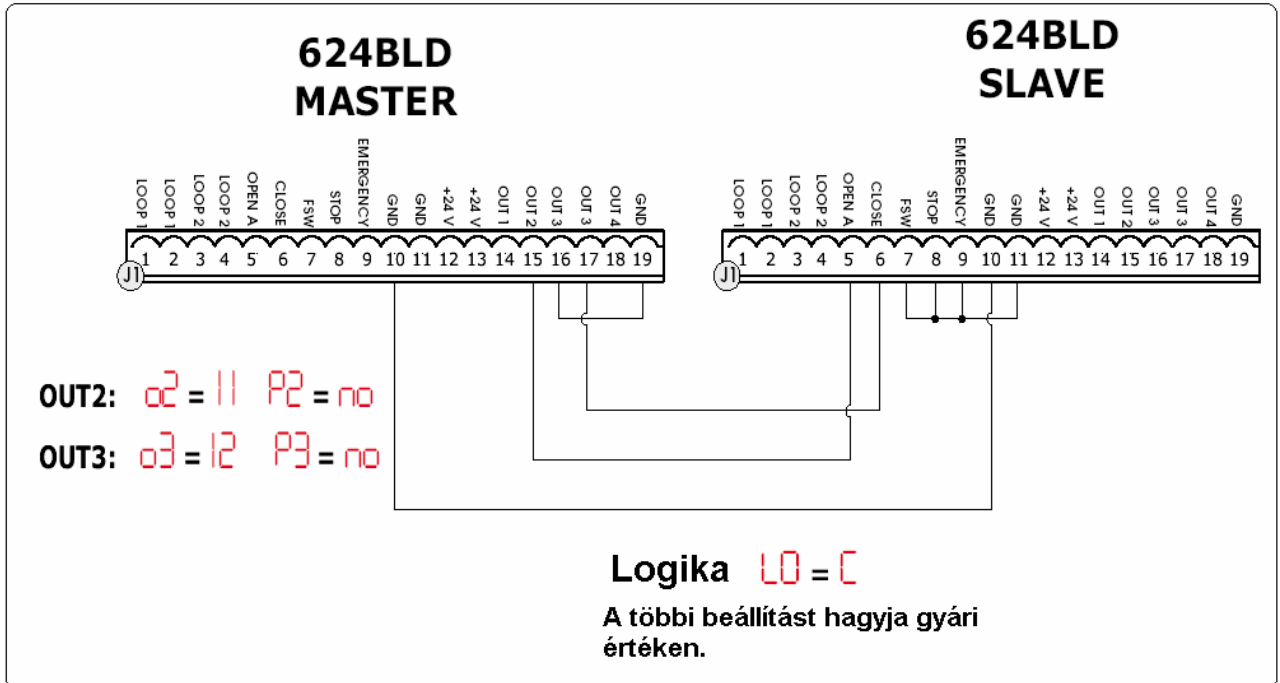 624BLD
MASTER
624BLD
SLAVE
LOOP 1
LOOP 1
LOOP 2
LOOP 2
OPEN A
CLOSE
FSW
STOP
EMERGENCY
GND
GND
+24 V
+24 V
OUT 1
OUT 2
OUT 3
OUT 3
OUT 4
GND
1 2 3 4 5 6 7 8 9 10 11 12 13 14 15 16 17 18 19
J1
LOOP 1
LOOP 1
LOOP 2
LOOP 2
OPEN A
CLOSE
FSW
STOP
EMERGENCY
GND
GND
+24 V
+24 V
OUT 1
OUT 2
OUT 3
OUT 3
OUT 4
GND
1 2 3 4 5 6 7 8 9 10 11 12 13 14 15 16 17 18 19
J1
OUT2: o2 = 11 P2 = no
OUT3: o3 = 12 P3 = no
Logika LO = C
A többi beállítást hagyja gyári
értéken.